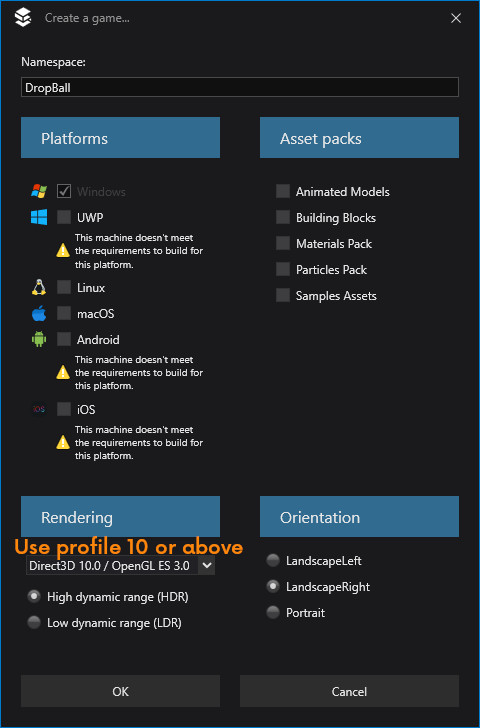 Create a game...
Namespace:
DropBall
Platforms
Windows
UWP
This machine doesn't meet
the requirements to build for
this platform.
Linux
macOS
Android
This machine doesn't meet
the requirements to build for
this platform.
iOS
iOS
This machine doesn't meet
the requirements to build for
this platform.
Asset packs
Animated Models
Building Blocks
Materials Pack
Particles Pack
Samples Assets
Rendering
Use profile 10 or above
Direct3D 10.0 / OpenGL ES 3.0
High dynamic range (HDR)
Low dynamic range (LDR)
Orientation
LandscapeLeft
LandscapeRight
Portrait
OK
Cancel